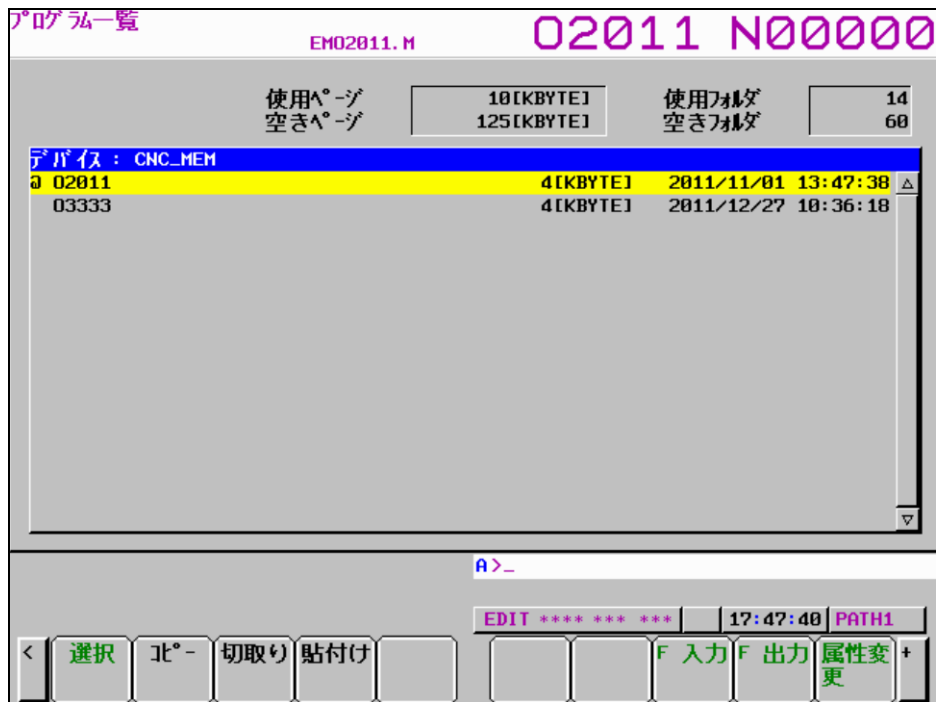 プログラム一覧
EMO2011.M
O2011 N00000
使用ページ 10[KBYTE] 使用フォルダ 14
空きページ 125[KBYTE] 空きフォルダ 60
デバイス : CNC_MEM
@ O2011 4[KBYTE] 2011/11/01 13:47:38
O3333 4[KBYTE] 2011/12/27 10:36:18
A>_
EDIT **** *** *** 17:47:40 PATH1
< 選択 コピー 切取り 貼付け F 入力 F 出力 属性変 +
更